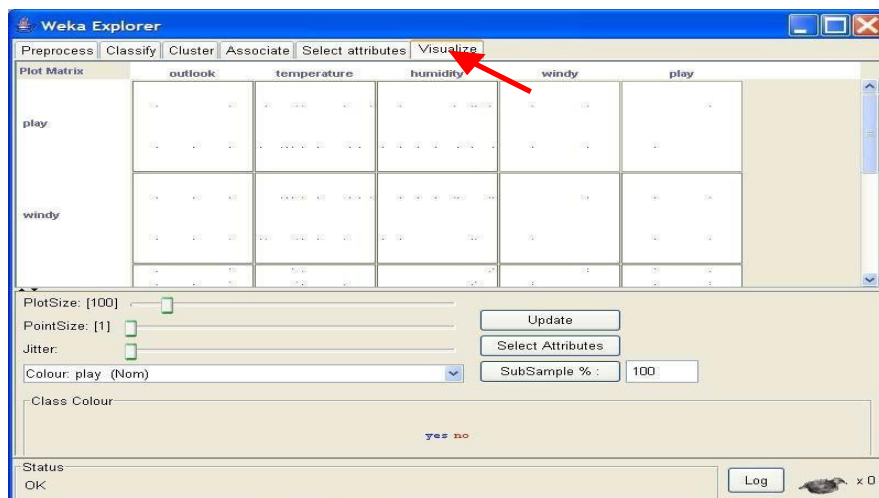 Weka Explorer
Preprocess Classify Cluster Associate Select attributes Visualize
Plot Matrix outlook temperature humidity windy play
play
windy
PlotSize: [100]
PointSize: [1]
Update
Jitter:
Select Attributes
Colour: play (Nom)
SubSample % : 100
Class Colour
yes no
Status
OK
Log x 0